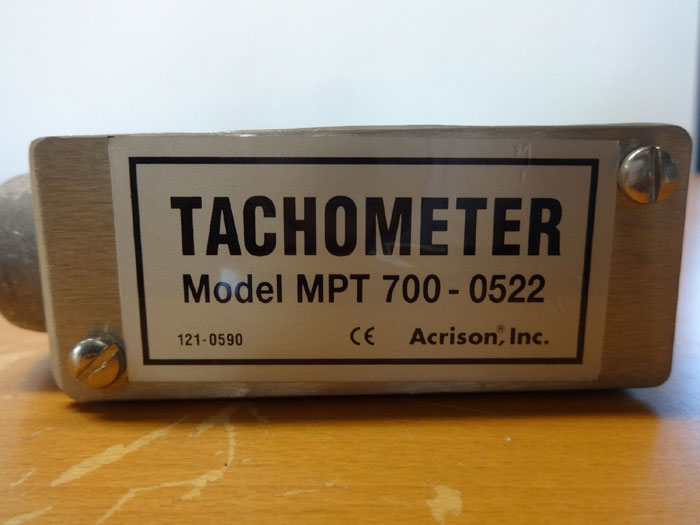 TACHOMETER
Model MPT 700 - 0522
121-0590 CE Acrison®, Inc.